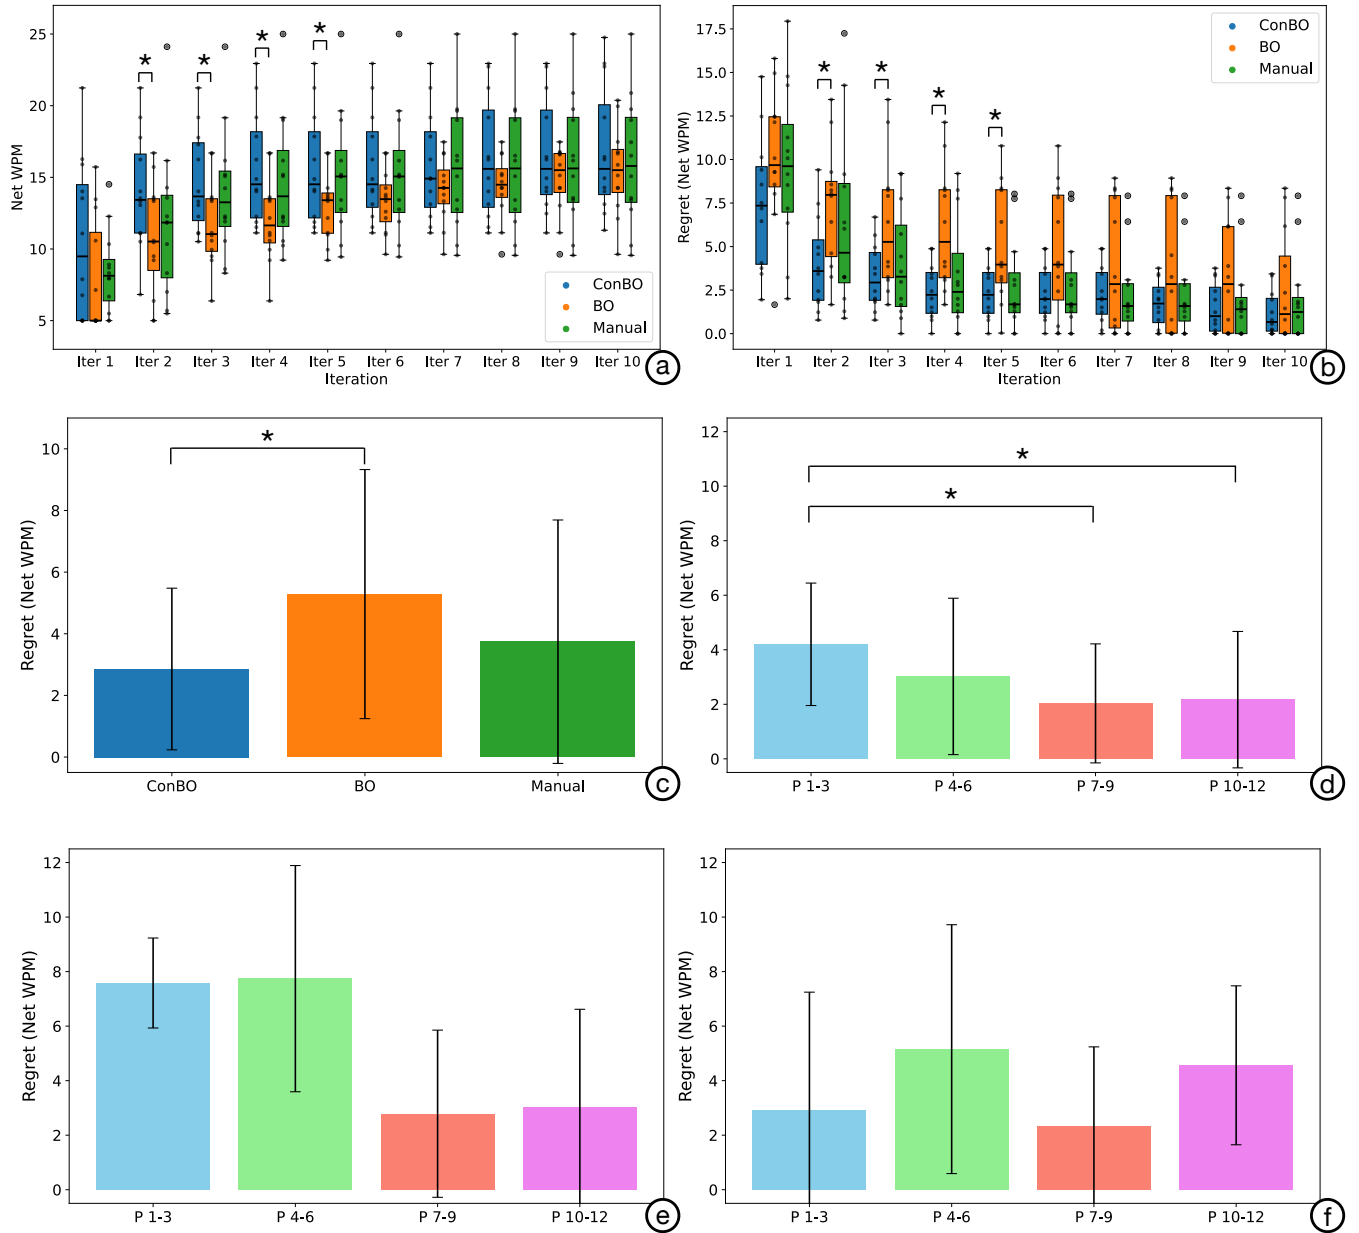 25
20
15
10
5
Net WPM
*
*
*
*
ConBO
BO
Manual
Iter 1 Iter 2 Iter 3 Iter 4 Iter 5 Iter 6 Iter 7 Iter 8 Iter 9 Iter 10
Iteration
a
17.5
15.0
12.5
10.0
7.5
5.0
2.5
0.0
Regret (Net WPM)
*
*
*
*
ConBO
BO
Manual
Iter 1 Iter 2 Iter 3 Iter 4 Iter 5 Iter 6 Iter 7 Iter 8 Iter 9 Iter 10
Iteration
b
10
8
6
4
2
0
Regret (Net WPM)
*
ConBO BO Manual
c
12
10
8
6
4
2
0
Regret (Net WPM)
*
*
P 1-3 P 4-6 P 7-9 P 10-12
d
12
10
8
6
4
2
0
Regret (Net WPM)
P 1-3 P 4-6 P 7-9 P 10-12
e
12
10
8
6
4
2
0
Regret (Net WPM)
P 1-3 P 4-6 P 7-9 P 10-12
f